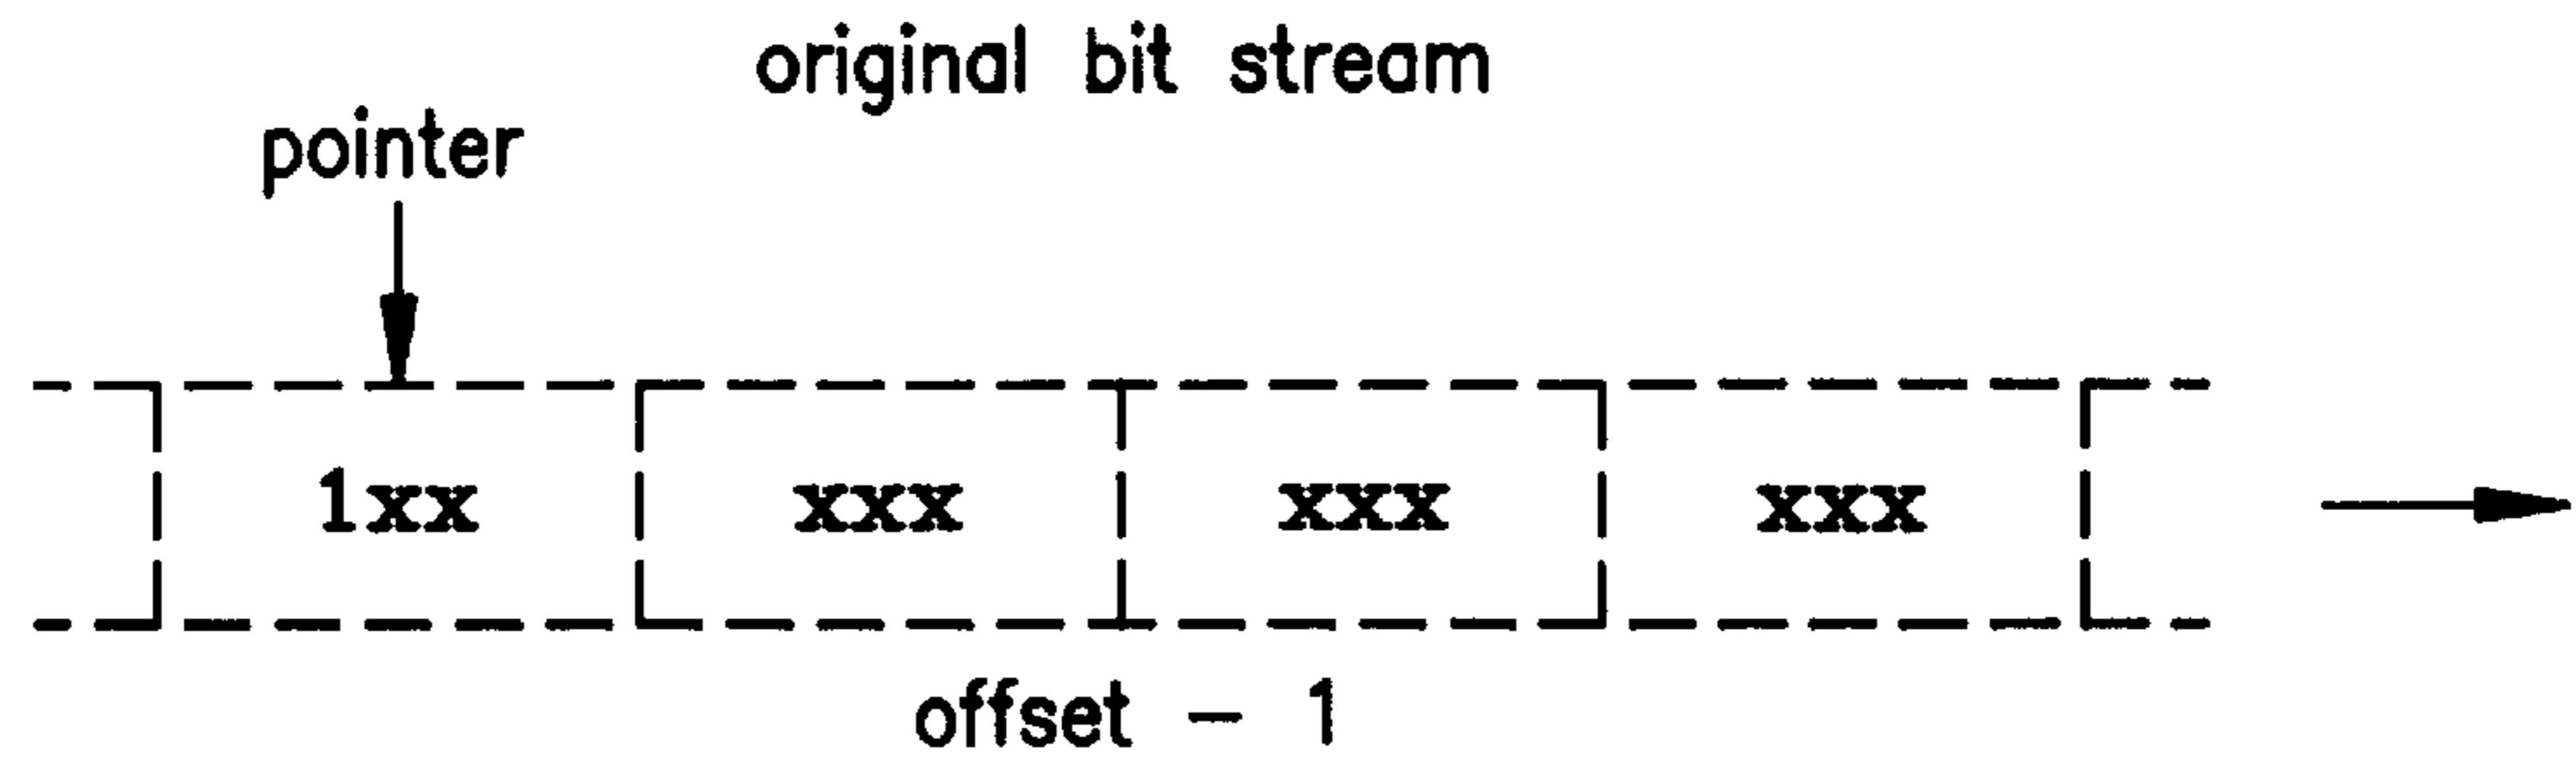 original bit stream
pointer
1xx xxx xxx xxx
offset - 1